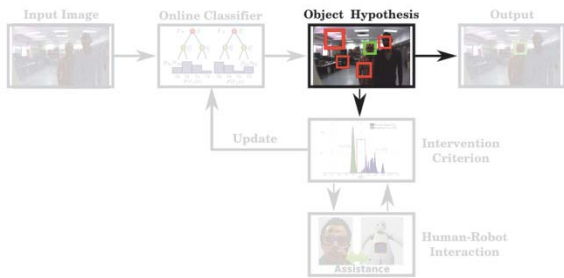 Input Image
Online Classifier
Object Hypothesis
Output
Update
Intervention
Criterion
Human-Robot
Interaction
Assistance